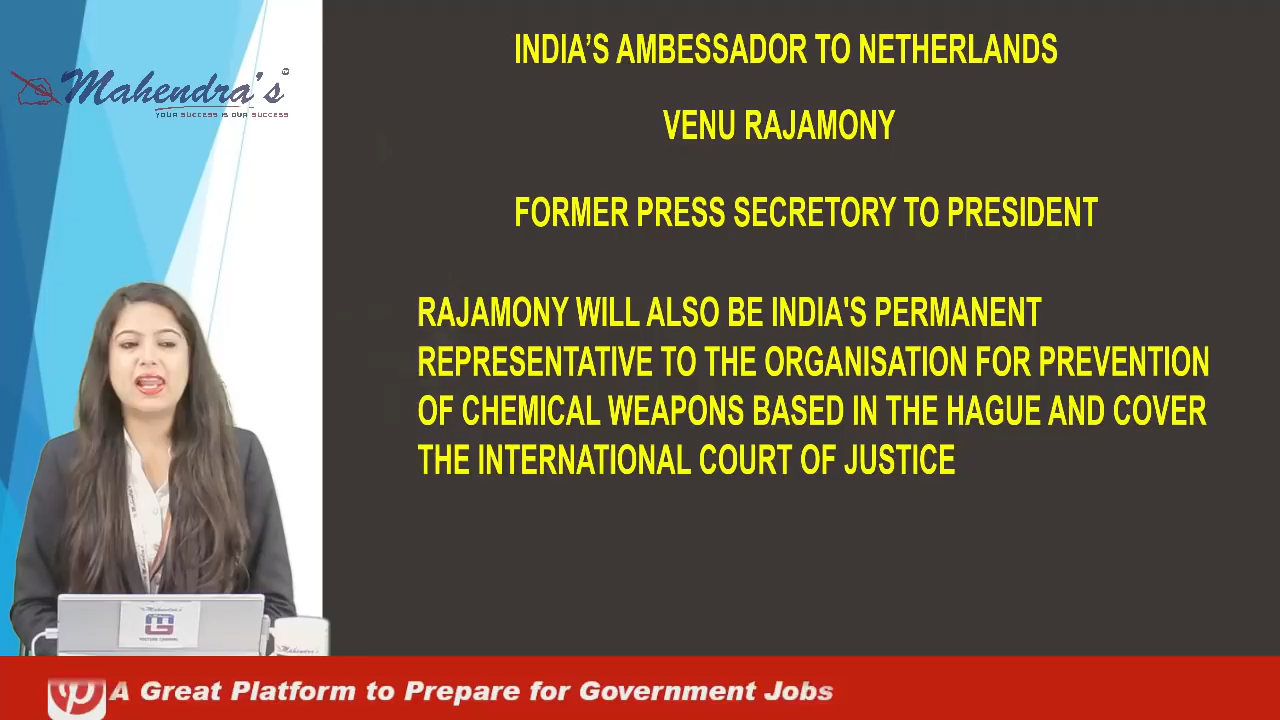 INDIA'S AMBESSADOR TO NETHERLANDS
Mahendra's
YOUR SUCCESS IS OUR SUCCESS
VENU RAJAMONY
FORMER PRESS SECRETORY TO PRESIDENT
RAJAMONY WILL ALSO BE INDIA'S PERMANENT
REPRESENTATIVE TO THE ORGANISATION FOR PREVENTION
OF CHEMICAL WEAPONS BASED IN THE HAGUE AND COVER
THE INTERNATIONAL COURT OF JUSTICE
Mahendra's
Mahendra's
A Great Platform to Prepare for Government Jobs